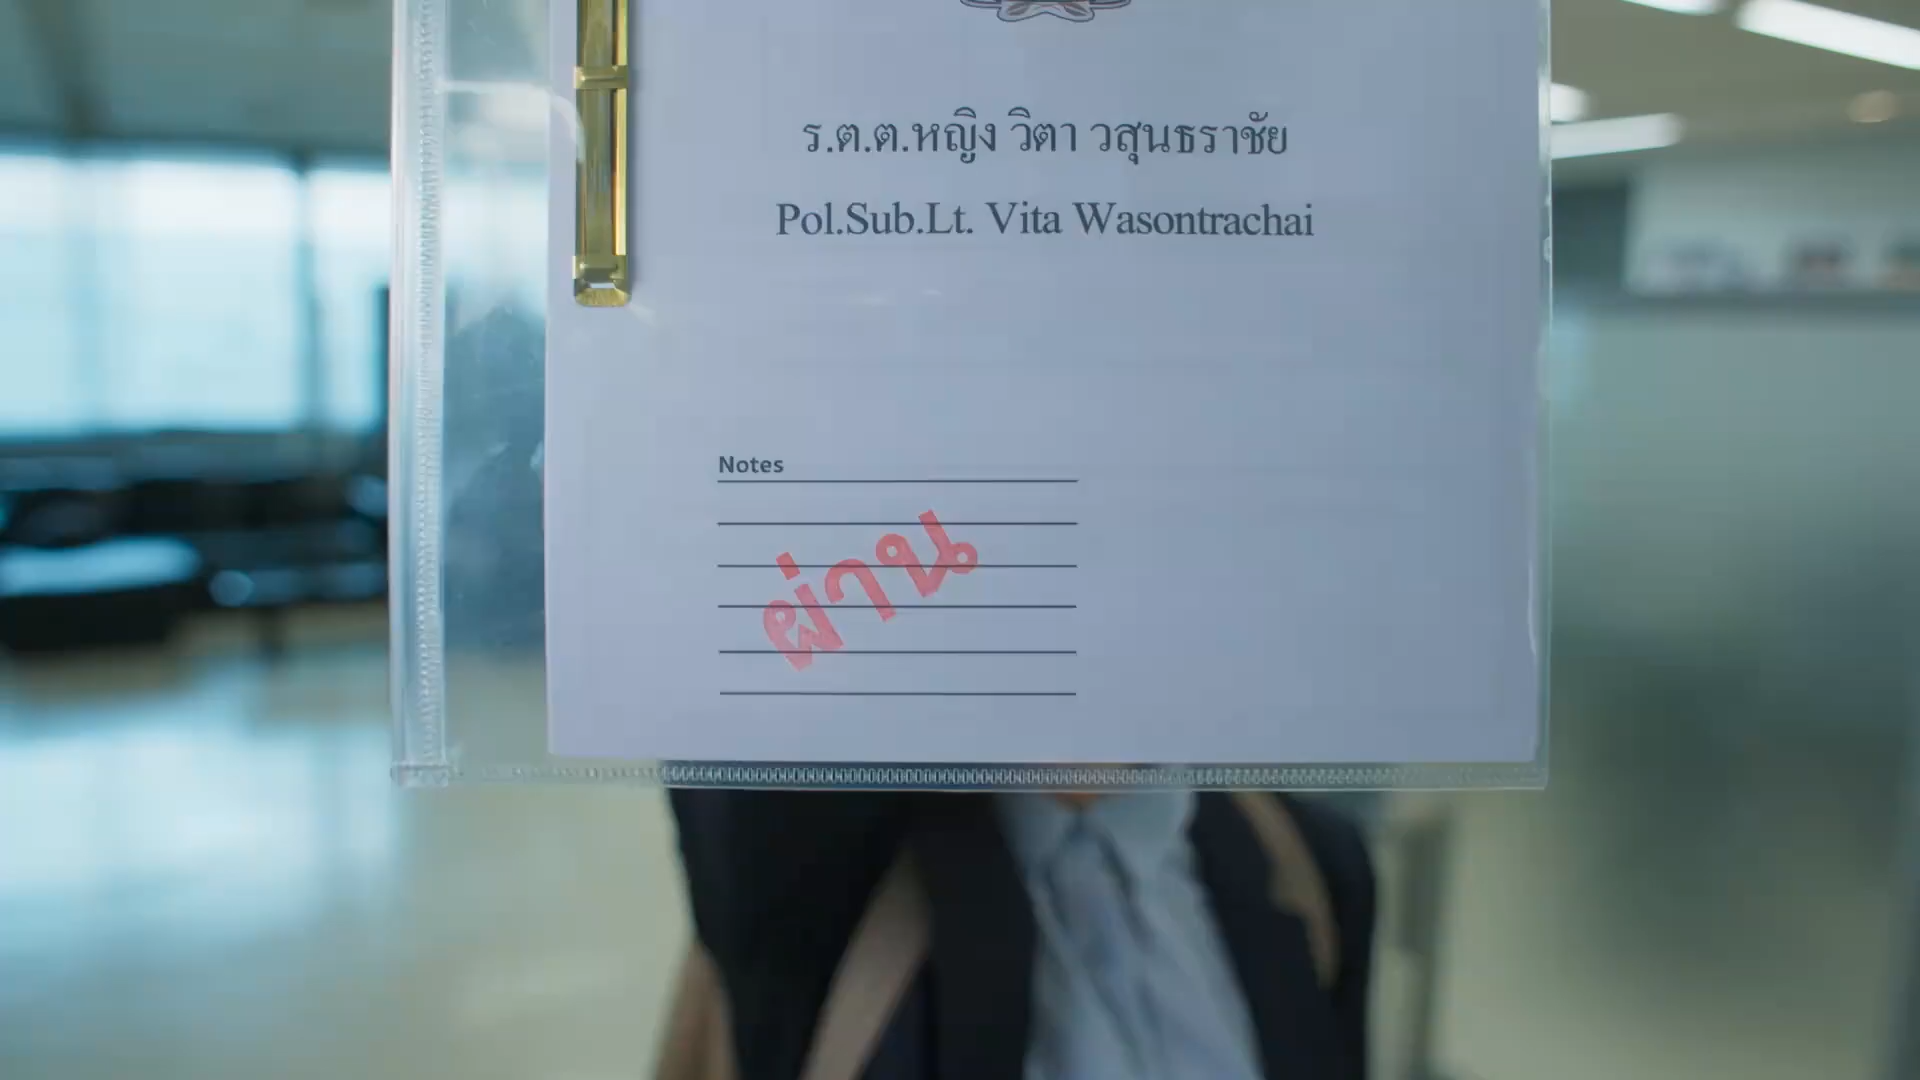 ร.ต.ต.หญิง วิตา วสุนธราชัย
Pol.Sub.Lt. Vita Wasontrachai
Notes
ผ่าน